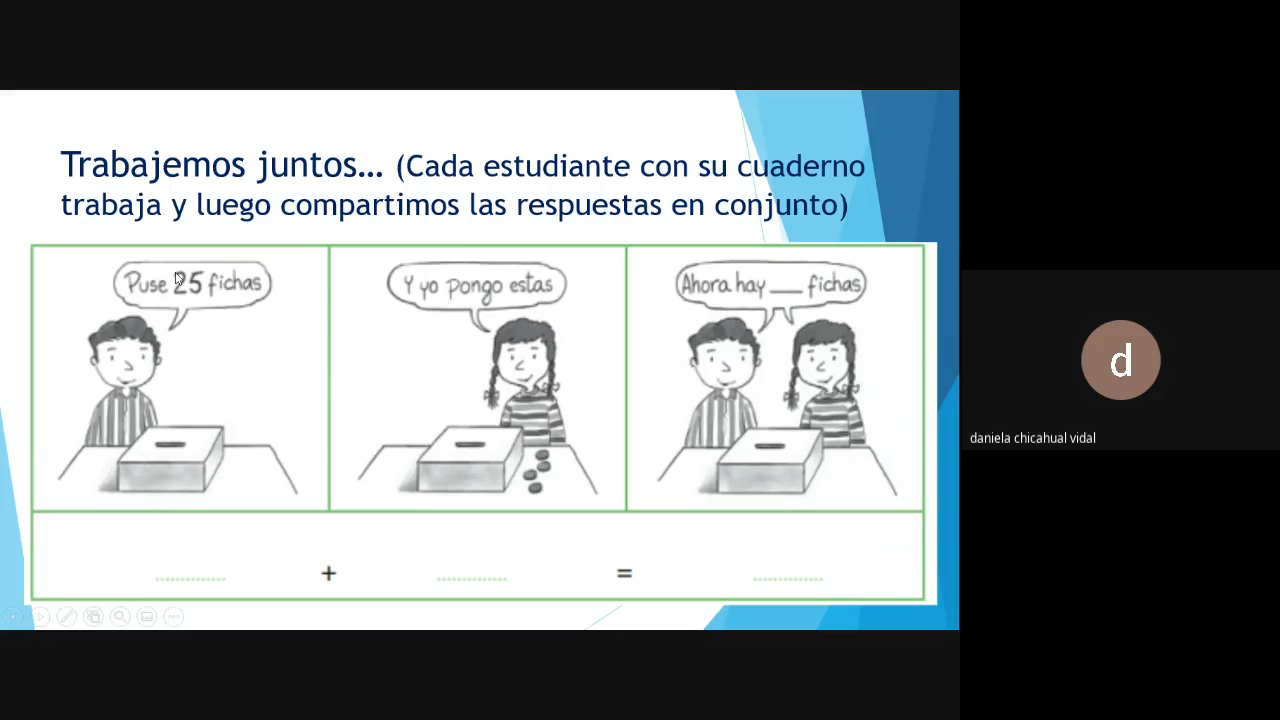 Trabajemos juntos... (Cada estudiante con su cuaderno
trabaja y luego compartimos las respuestas en conjunto)
Puse 25 fichas
Y yo pongo estas
Ahora hay ___ fichas
.............. + .............. = ..............
d
daniela chicahual vidal